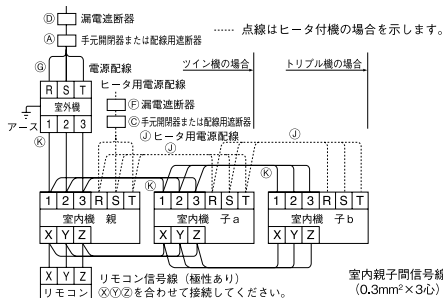 Ⓓ 漏電遮断器
Ⓐ 手元開閉器または配線用遮断器
‥‥‥ 点線はヒータ付機の場合を示します。
Ⓖ 電源配線
ツイン機の場合
トリプル機の場合
ヒータ用電源配線
R S T
室外機
1 2 3
アース
Ⓕ 漏電遮断器
Ⓒ 手元開閉器または配線用遮断器
Ⓙ ヒータ用電源配線
Ⓙ
Ⓚ
Ⓙ
Ⓚ
Ⓚ
1 2 3 R S T
室内機 親
X Y Z
1 2 3 R S T
室内機 子a
X Y Z
1 2 3 R S T
室内機 子b
X Y Z
X Y Z
リモコン
リモコン信号線(極性あり)
ⓍⓎⓏを合わせて接続してください。
室内親子間信号線
(0.3mm²×3心)